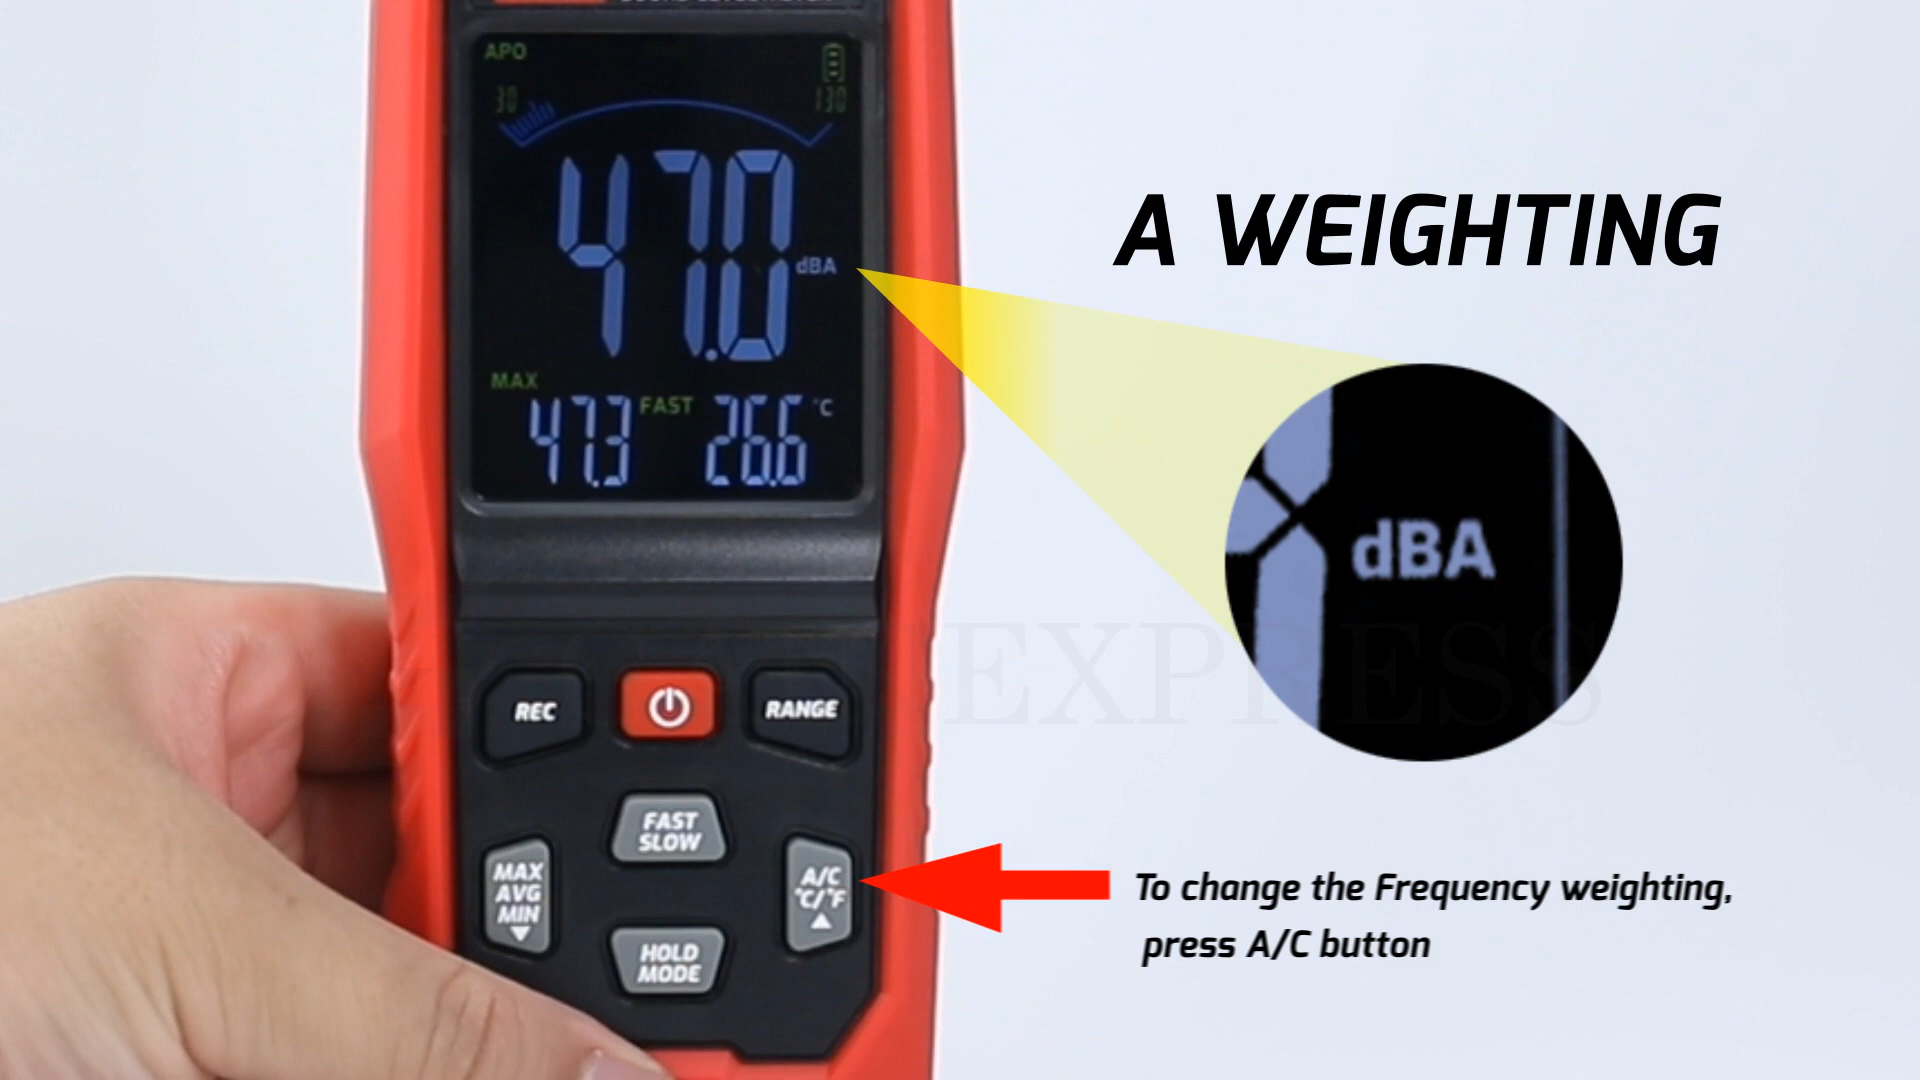 APO
30
130
47.0
dBA
MAX
47.3
FAST
26.6
°C
A WEIGHTING
dBA
EXPRESS
REC
RANGE
FAST
SLOW
MAX
AVG
MIN
A/C
°C/°F
HOLD
MODE
To change the Frequency weighting,
press A/C button